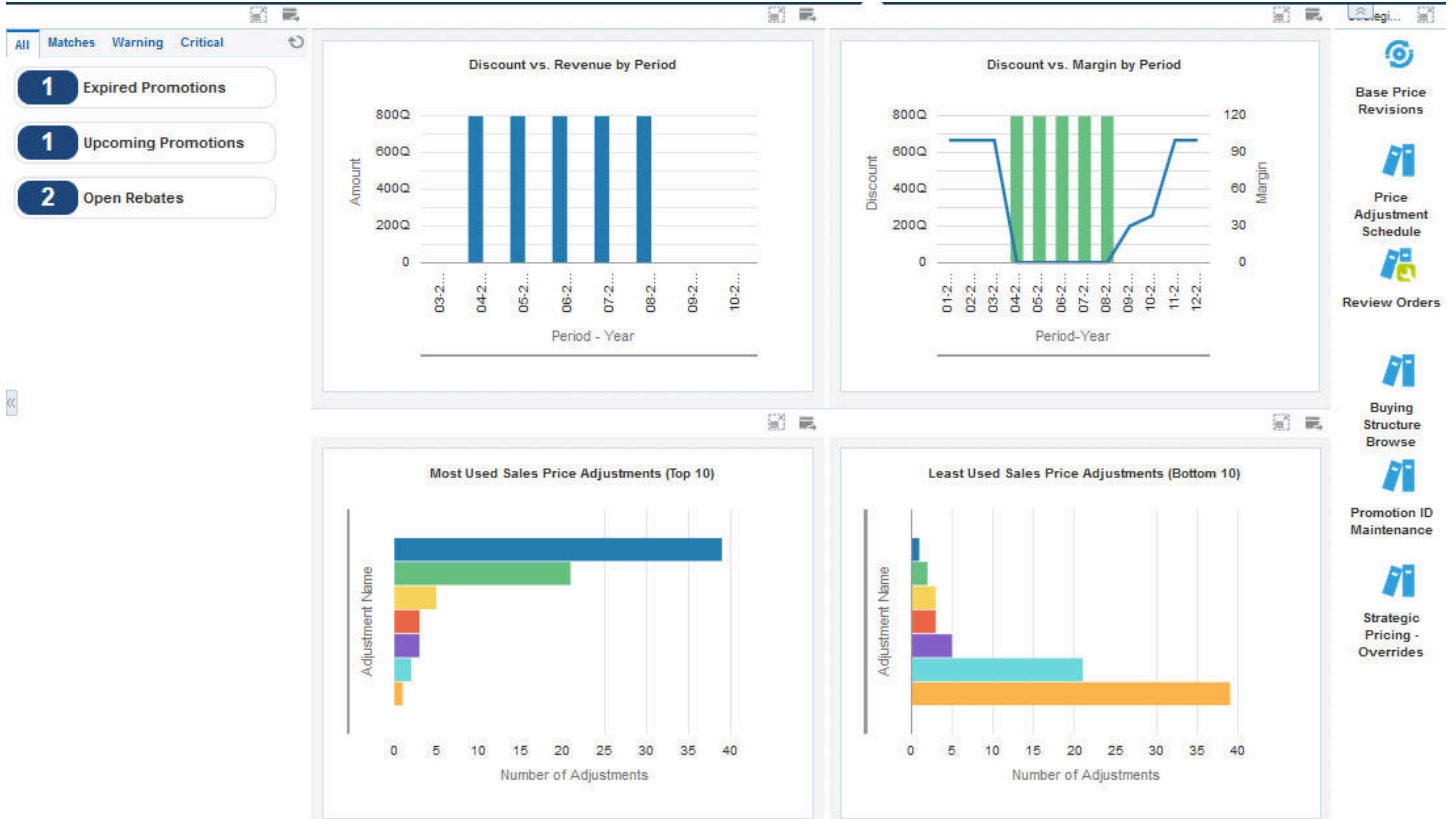 All Matches Warning Critical
1 Expired Promotions
1 Upcoming Promotions
2 Open Rebates
Discount vs. Revenue by Period
800Q
600Q
400Q
200Q
0
Amount
03-2...
04-2...
05-2...
06-2...
07-2...
08-2...
09-2...
10-2...
Period - Year
Discount vs. Margin by Period
800Q
600Q
400Q
200Q
0
Discount
120
90
60
30
0
Margin
01-2...
02-2...
03-2...
04-2...
05-2...
06-2...
07-2...
08-2...
09-2...
10-2...
11-2...
12-2...
Period-Year
Most Used Sales Price Adjustments (Top 10)
Adjustment Name
0 5 10 15 20 25 30 35 40
Number of Adjustments
Least Used Sales Price Adjustments (Bottom 10)
Adjustment Name
0 5 10 15 20 25 30 35 40
Number of Adjustments
Base Price
Revisions
Price
Adjustment
Schedule
Review Orders
Buying
Structure
Browse
Promotion ID
Maintenance
Strategic
Pricing -
Overrides